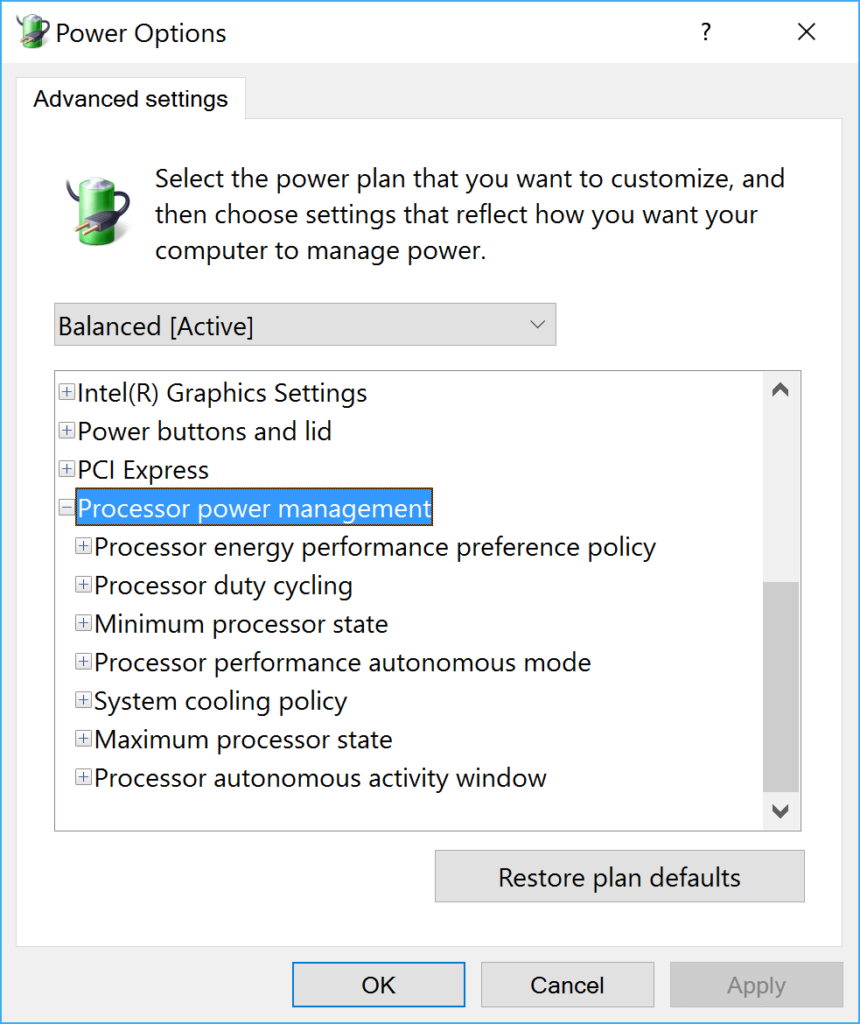 Power Options
?
Advanced settings
Select the power plan that you want to customize, and
then choose settings that reflect how you want your
computer to manage power.
Balanced [Active]
Intel(R) Graphics Settings
Power buttons and lid
PCI Express
Processor power management
Processor energy performance preference policy
Processor duty cycling
Minimum processor state
Processor performance autonomous mode
System cooling policy
Maximum processor state
Processor autonomous activity window
Restore plan defaults
OK
Cancel
Apply